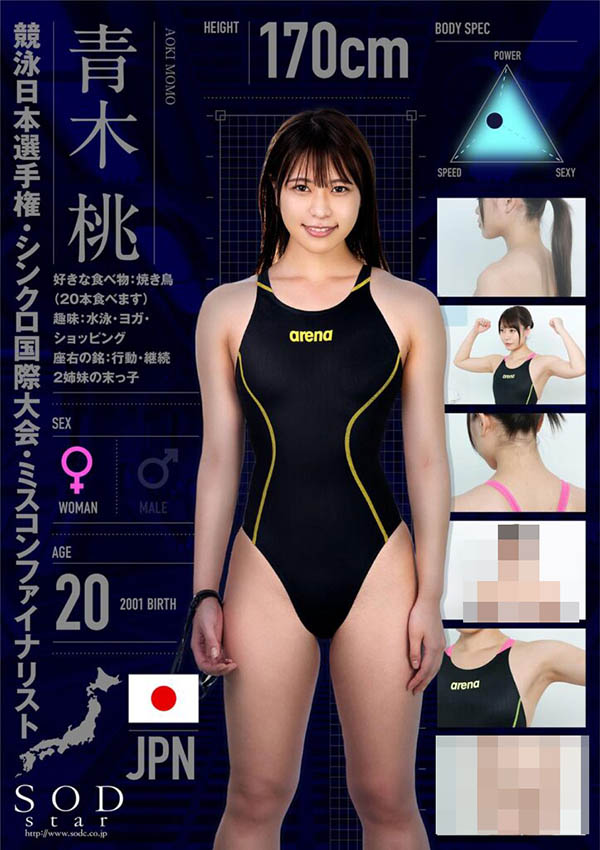 競泳日本選手権・シンクロ国際大会・ミスコンファイナリスト
青木 桃
AOKI MOMO
好きな食べ物：焼き鳥
（20本食べます）
趣味：水泳・ヨガ・
ショッピング
座右の銘：行動・継続
2姉妹の末っ子
SEX
WOMAN
MALE
AGE
20
2001 BIRTH
JPN
SOD
star
http://www.sodc.co.jp
HEIGHT
170cm
BODY SPEC
POWER
SPEED
SEXY
arena
arena